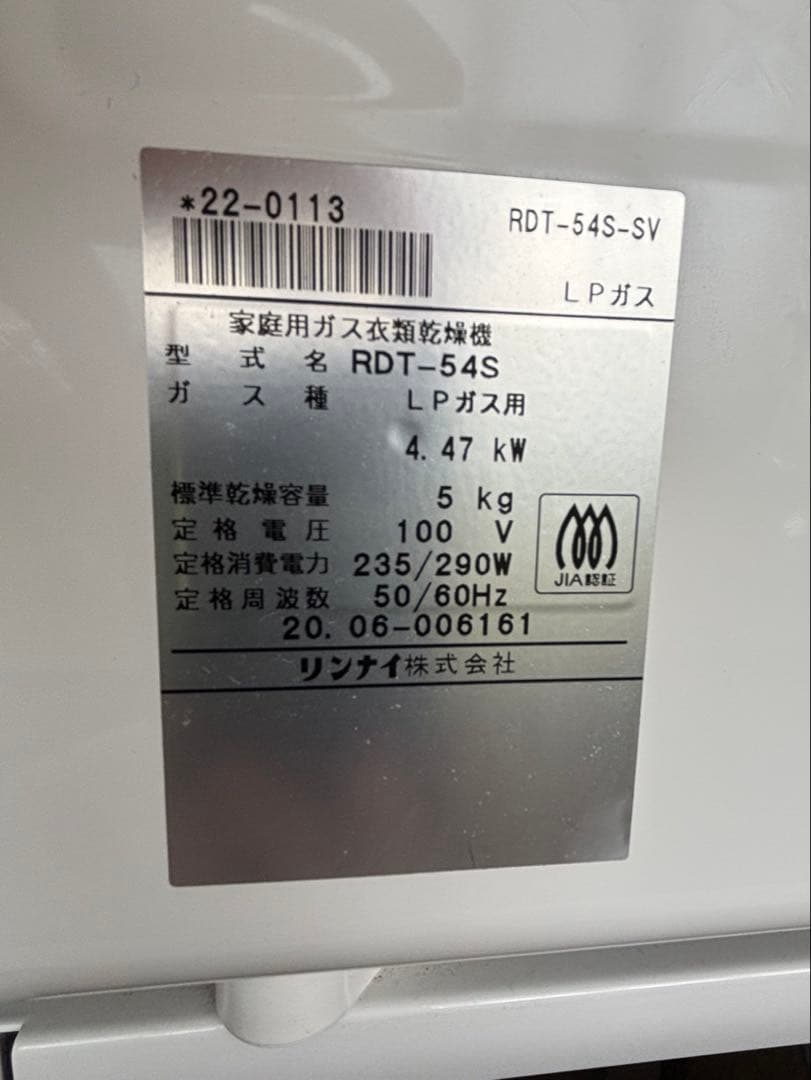 *22-0113
RDT-54S-SV
LPガス
家庭用ガス衣類乾燥機
型式名 RDT-54S
ガス種 LPガス用
4.47 kW
標準乾燥容量 5 kg
定格電圧 100 V
定格消費電力 235/290W
定格周波数 50/60Hz
JIA認証
20.06-006161
リンナイ株式会社